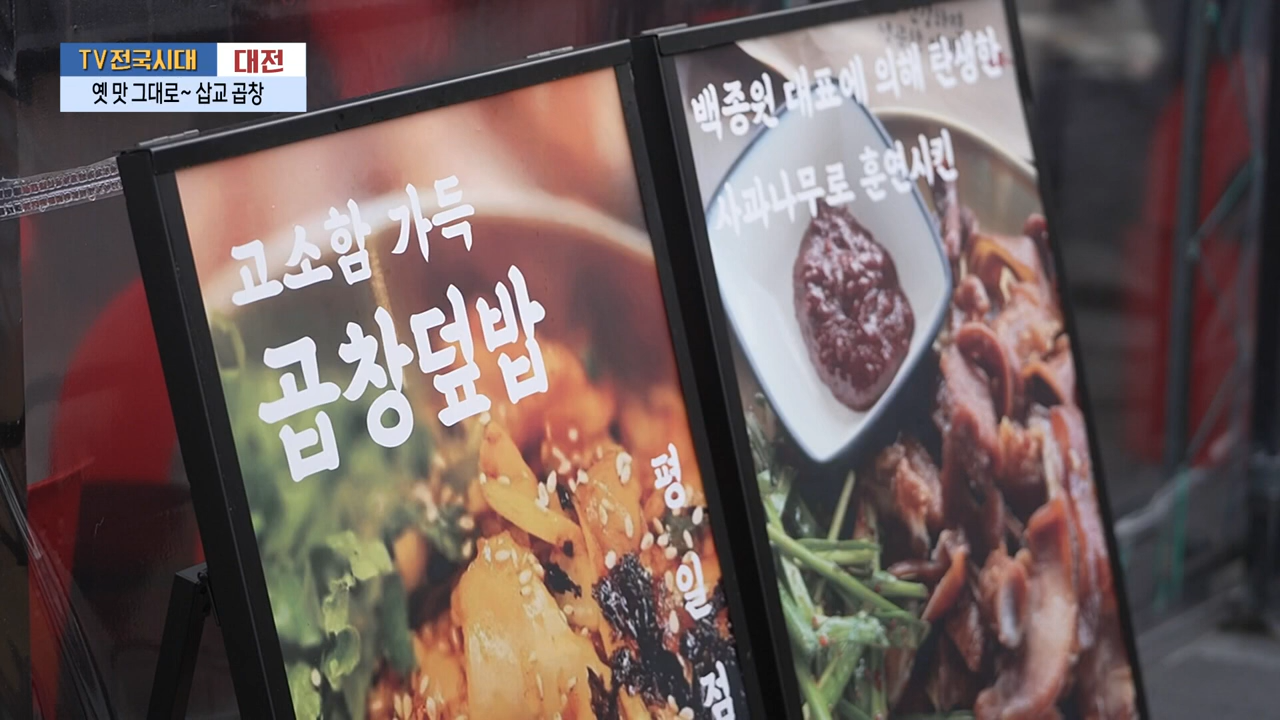 TV전국시대 대전
옛 맛 그대로~ 삽교 곱창
고소함 가득
곱창덮밥
평일점
백종원 대표에 의해 탄생한
사과나무로 훈연시킨